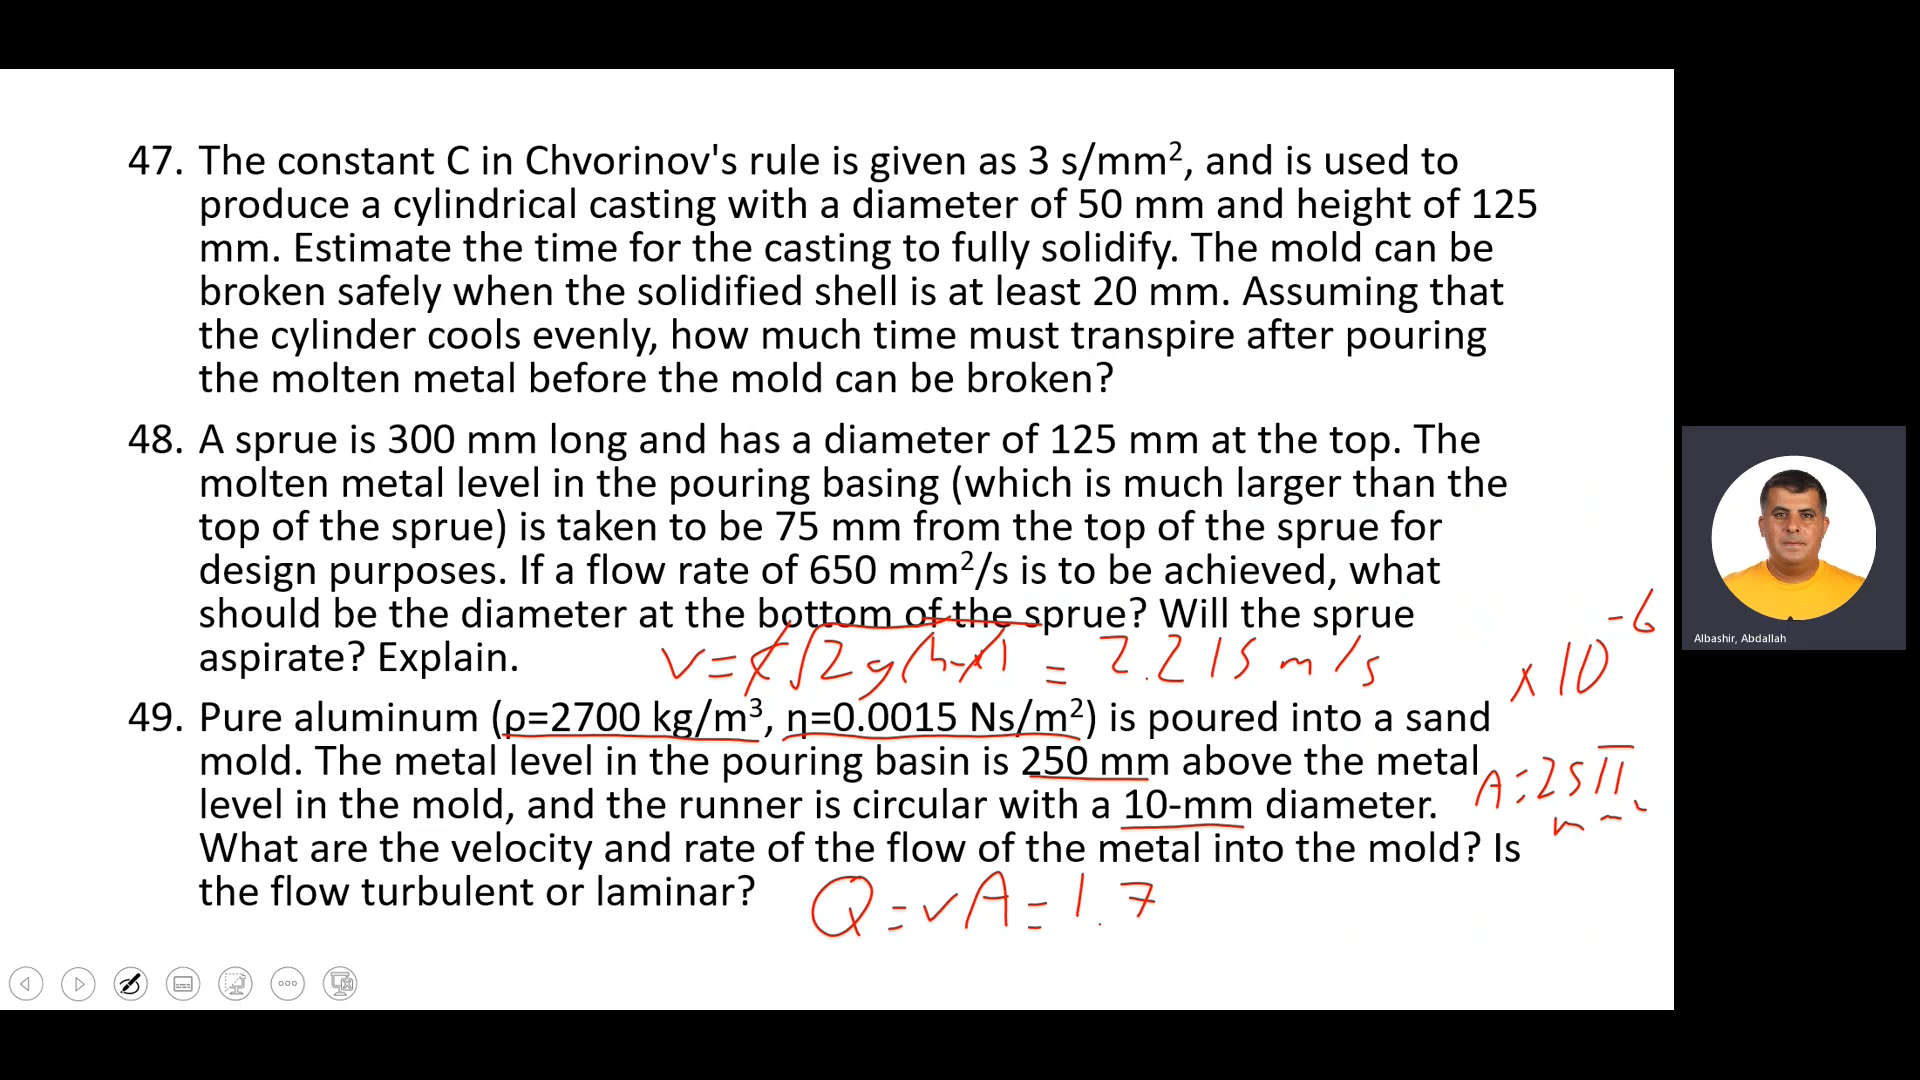 47. The constant C in Chvorinov's rule is given as 3 s/mm², and is used to
produce a cylindrical casting with a diameter of 50 mm and height of 125
mm. Estimate the time for the casting to fully solidify. The mold can be
broken safely when the solidified shell is at least 20 mm. Assuming that
the cylinder cools evenly, how much time must transpire after pouring
the molten metal before the mold can be broken?
48. A sprue is 300 mm long and has a diameter of 125 mm at the top. The
molten metal level in the pouring basing (which is much larger than the
top of the sprue) is taken to be 75 mm from the top of the sprue for
design purposes. If a flow rate of 650 mm²/s is to be achieved, what
should be the diameter at the bottom of the sprue? Will the sprue
aspirate? Explain.
v = c√2g(h-x) = 2.215 m/s
×10⁻⁶
49. Pure aluminum (ρ=2700 kg/m³, η=0.0015 Ns/m²) is poured into a sand
mold. The metal level in the pouring basin is 250 mm above the metal
level in the mold, and the runner is circular with a 10-mm diameter.
A=25π
mm²
What are the velocity and rate of the flow of the metal into the mold? Is
the flow turbulent or laminar?
Q = vA = 1.7
Albashir, Abdallah